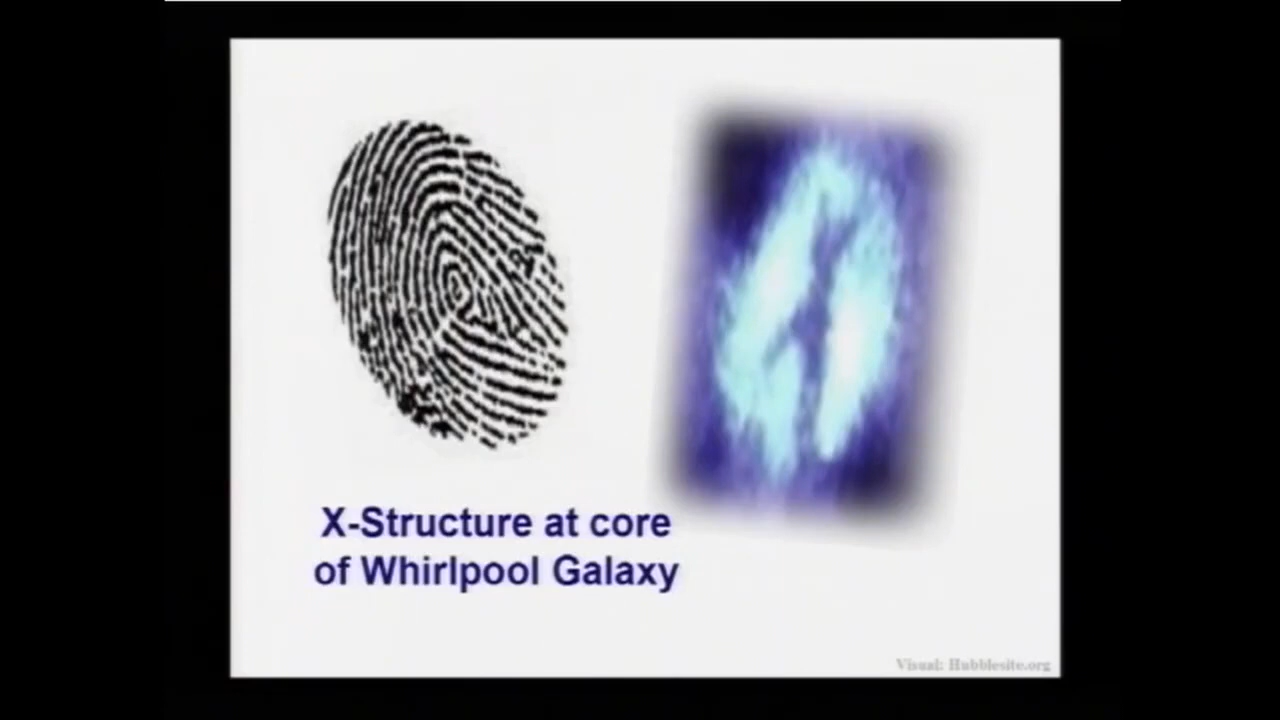 X-Structure at core
of Whirlpool Galaxy
Visual: Hubblesite.org